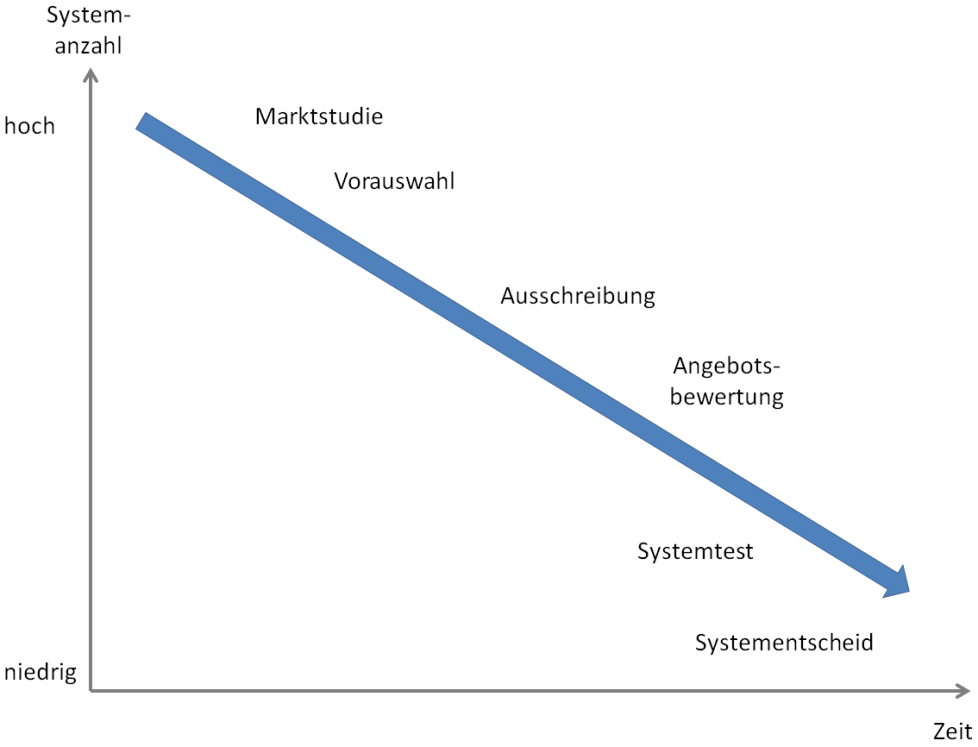 System-
anzahl
hoch
Marktstudie
Vorauswahl
Ausschreibung
Angebots-
bewertung
Systemtest
Systementscheid
niedrig
Zeit